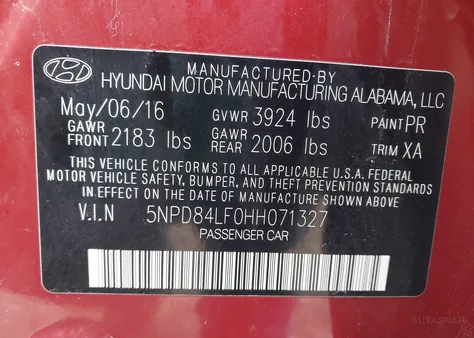 MANUFACTURED BY
HYUNDAI MOTOR MANUFACTURING ALABAMA, LLC
May/06/16 GVWR 3924 lbs PAINT PR
GAWR FRONT 2183 lbs GAWR REAR 2006 lbs TRIM XA
THIS VEHICLE CONFORMS TO ALL APPLICABLE U.S.A. FEDERAL
MOTOR VEHICLE SAFETY, BUMPER, AND THEFT PREVENTION STANDARDS
IN EFFECT ON THE DATE OF MANUFACTURE SHOWN ABOVE.
V.I.N 5NPD84LF0HH071327
PASSENGER CAR